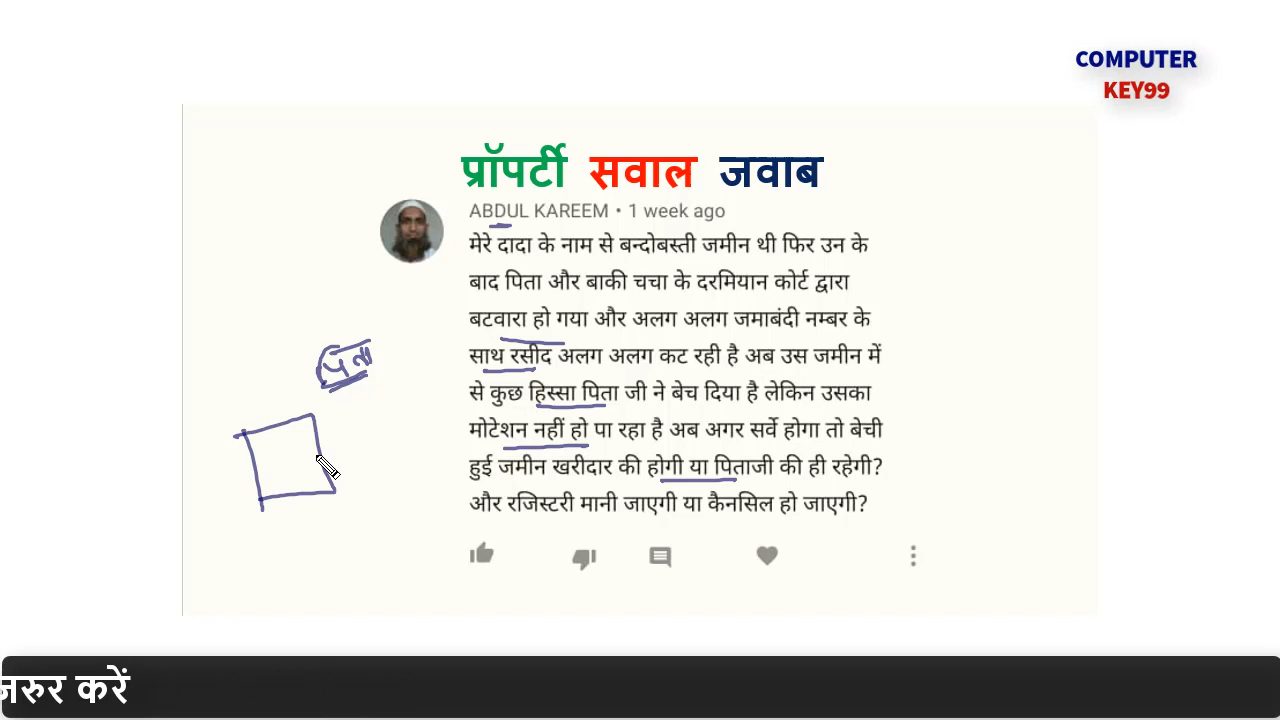 COMPUTER
KEY99
प्रॉपर्टी सवाल जवाब
ABDUL KAREEM • 1 week ago
मेरे दादा के नाम से बन्दोबस्ती जमीन थी फिर उन के
बाद पिता और बाकी चचा के दरमियान कोर्ट द्वारा
बटवारा हो गया और अलग अलग जमाबंदी नम्बर के
साथ रसीद अलग अलग कट रही है अब उस जमीन में
से कुछ हिस्सा पिता जी ने बेच दिया है लेकिन उसका
मोटेशन नहीं हो पा रहा है अब अगर सर्वे होगा तो बेची
हुई जमीन खरीदार की होगी या पिताजी की ही रहेगी?
और रजिस्टरी मानी जाएगी या कैनसिल हो जाएगी?
जरुर करें